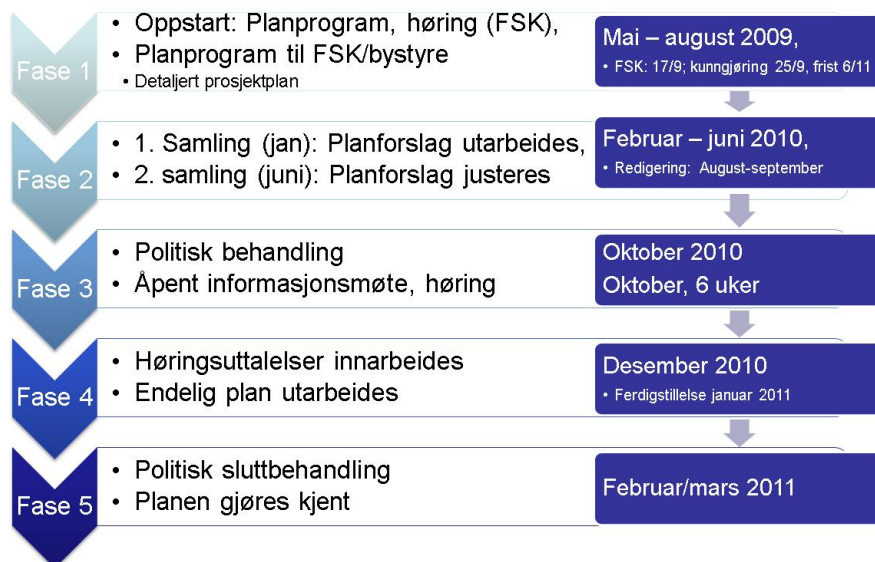 Fase 1
• Oppstart: Planprogram, høring (FSK),
• Planprogram til FSK/bystyre
• Detaljert prosjektplan
Mai – august 2009,
• FSK: 17/9; kunngjøring 25/9, frist 6/11
Fase 2
• 1. Samling (jan): Planforslag utarbeides,
• 2. samling (juni): Planforslag justeres
Februar – juni 2010,
• Redigering: August-september
Fase 3
• Politisk behandling
• Åpent informasjonsmøte, høring
Oktober 2010
Oktober, 6 uker
Fase 4
• Høringsuttalelser innarbeides
• Endelig plan utarbeides
Desember 2010
• Ferdigstillelse januar 2011
Fase 5
• Politisk sluttbehandling
• Planen gjøres kjent
Februar/mars 2011